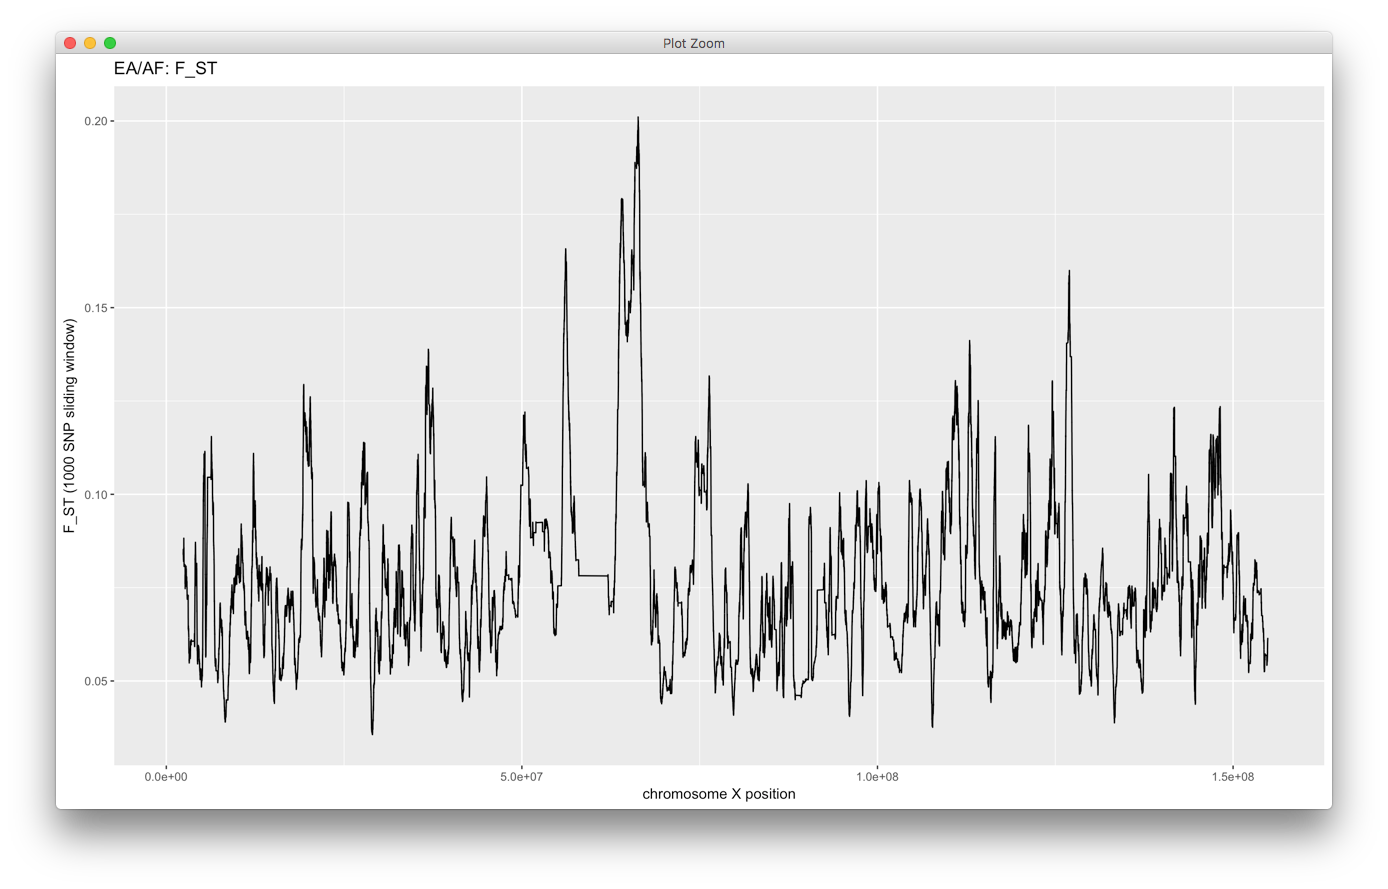 Plot Zoom
EA/AF: F_ST
0.20
0.15
0.10
0.05
F_ST (1000 SNP sliding window)
0.0e+00 5.0e+07 1.0e+08 1.5e+08
chromosome X position